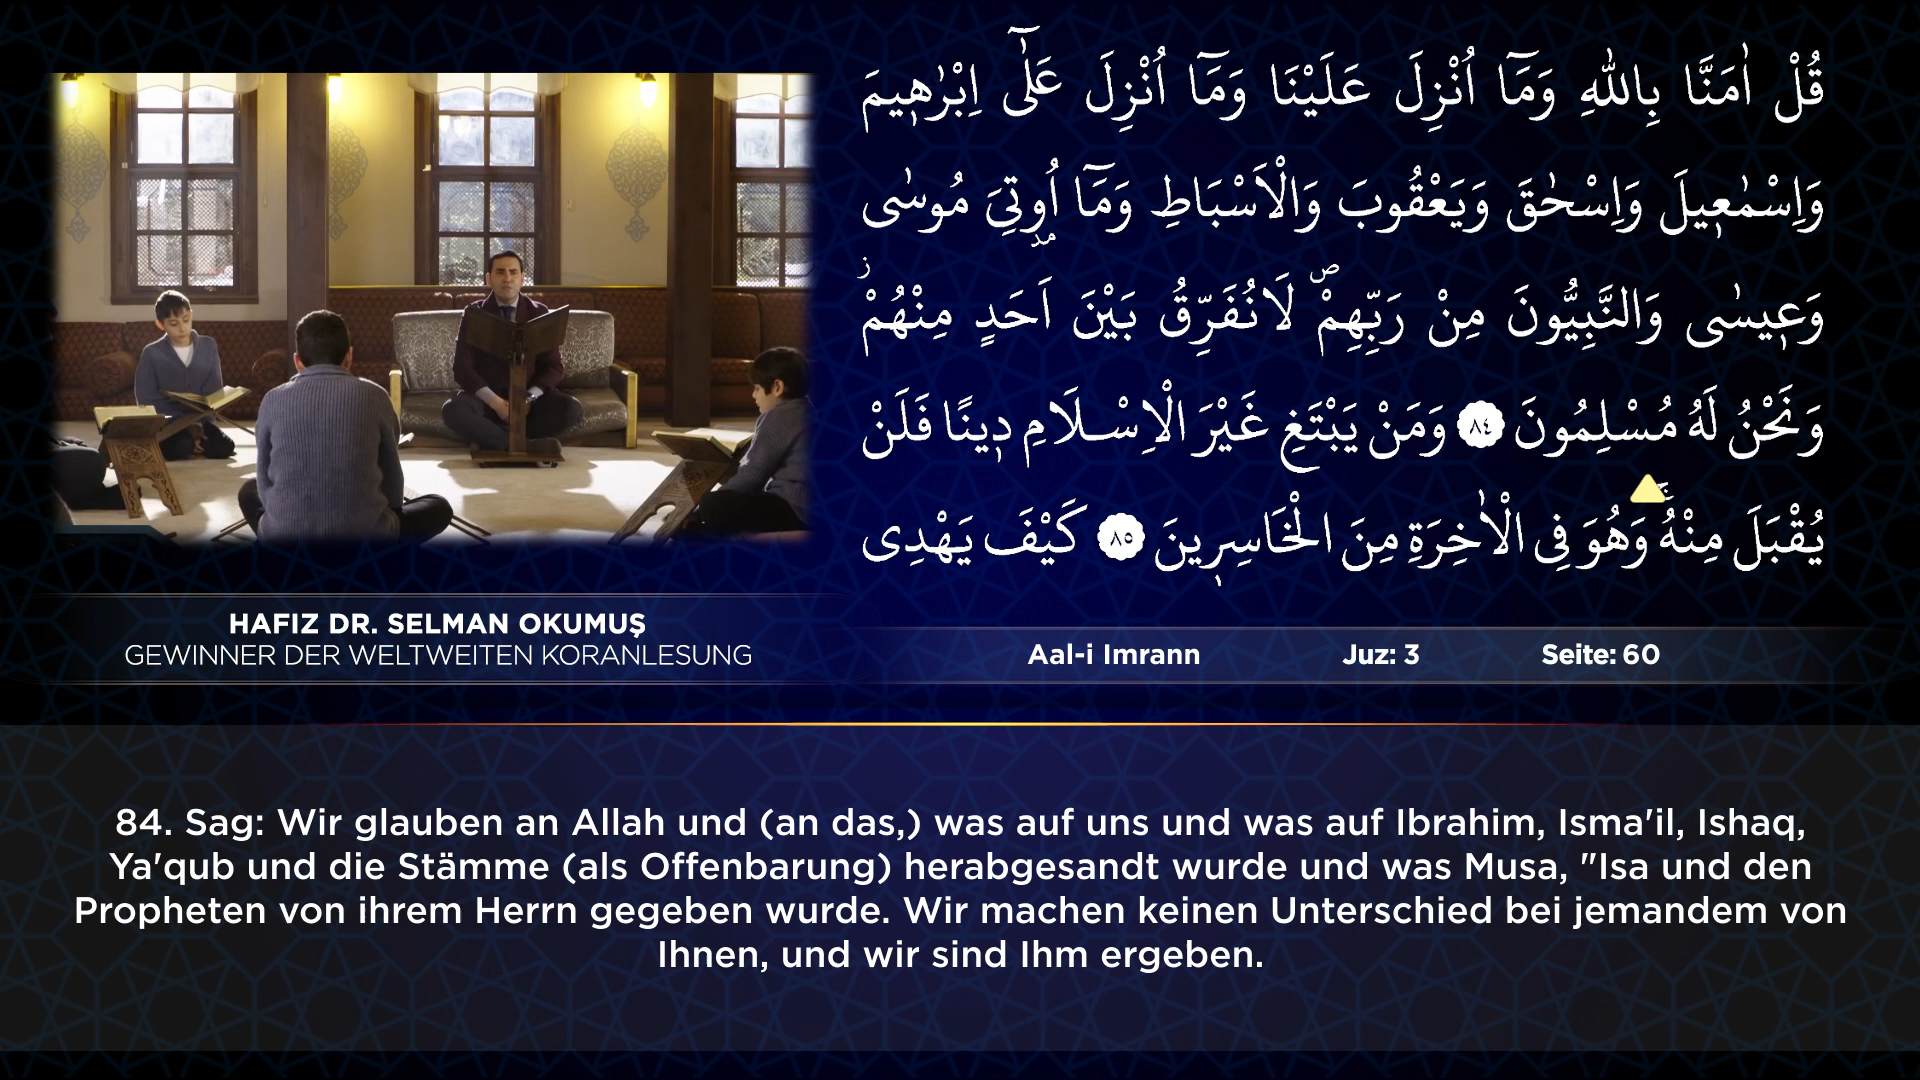 قُلْ اٰمَنَّا بِاللّٰهِ وَمَٓا اُنْزِلَ عَلَيْنَا وَمَٓا اُنْزِلَ عَلٰٓى اِبْرٰه۪يمَ
وَاِسْمٰع۪يلَ وَاِسْحٰقَ وَيَعْقُوبَ وَالْاَسْبَاطِ وَمَٓا اُو۫تِيَ مُوسٰى
وَع۪يسٰى وَالنَّبِيُّونَ مِنْ رَبِّهِمْۖ لَا نُفَرِّقُ بَيْنَ اَحَدٍ مِنْهُمْۘ
وَنَحْنُ لَهُ مُسْلِمُونَ ﴿٨٤﴾ وَمَنْ يَبْتَغِ غَيْرَ الْاِسْلَامِ د۪ينًا فَلَنْ
يُقْبَلَ مِنْهُۚ وَهُوَ فِى الْاٰخِرَةِ مِنَ الْخَاسِر۪ينَ ﴿٨٥﴾ كَيْفَ يَهْدِى
HAFIZ DR. SELMAN OKUMUŞ
GEWINNER DER WELTWEITEN KORANLESUNG
Aal-i Imrann Juz: 3 Seite: 60
84. Sag: Wir glauben an Allah und (an das,) was auf uns und was auf Ibrahim, Isma'il, Ishaq,
Ya'qub und die Stämme (als Offenbarung) herabgesandt wurde und was Musa, "Isa und den
Propheten von ihrem Herrn gegeben wurde. Wir machen keinen Unterschied bei jemandem von
Ihnen, und wir sind Ihm ergeben.